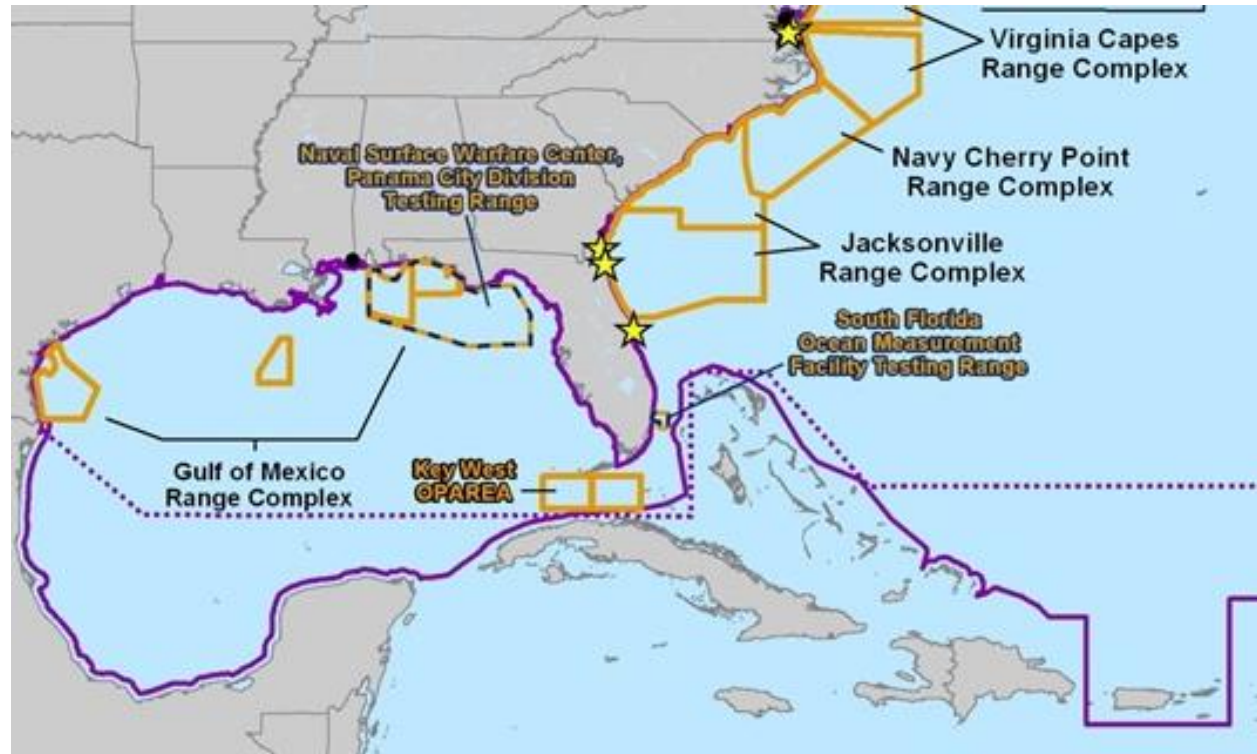 Virginia Capes
Range Complex
Navy Cherry Point
Range Complex
Naval Surface Warfare Center,
Panama City Division
Testing Range
Jacksonville
Range Complex
South Florida
Ocean Measurement
Facility Testing Range
Gulf of Mexico
Range Complex
Key West
OPAREA